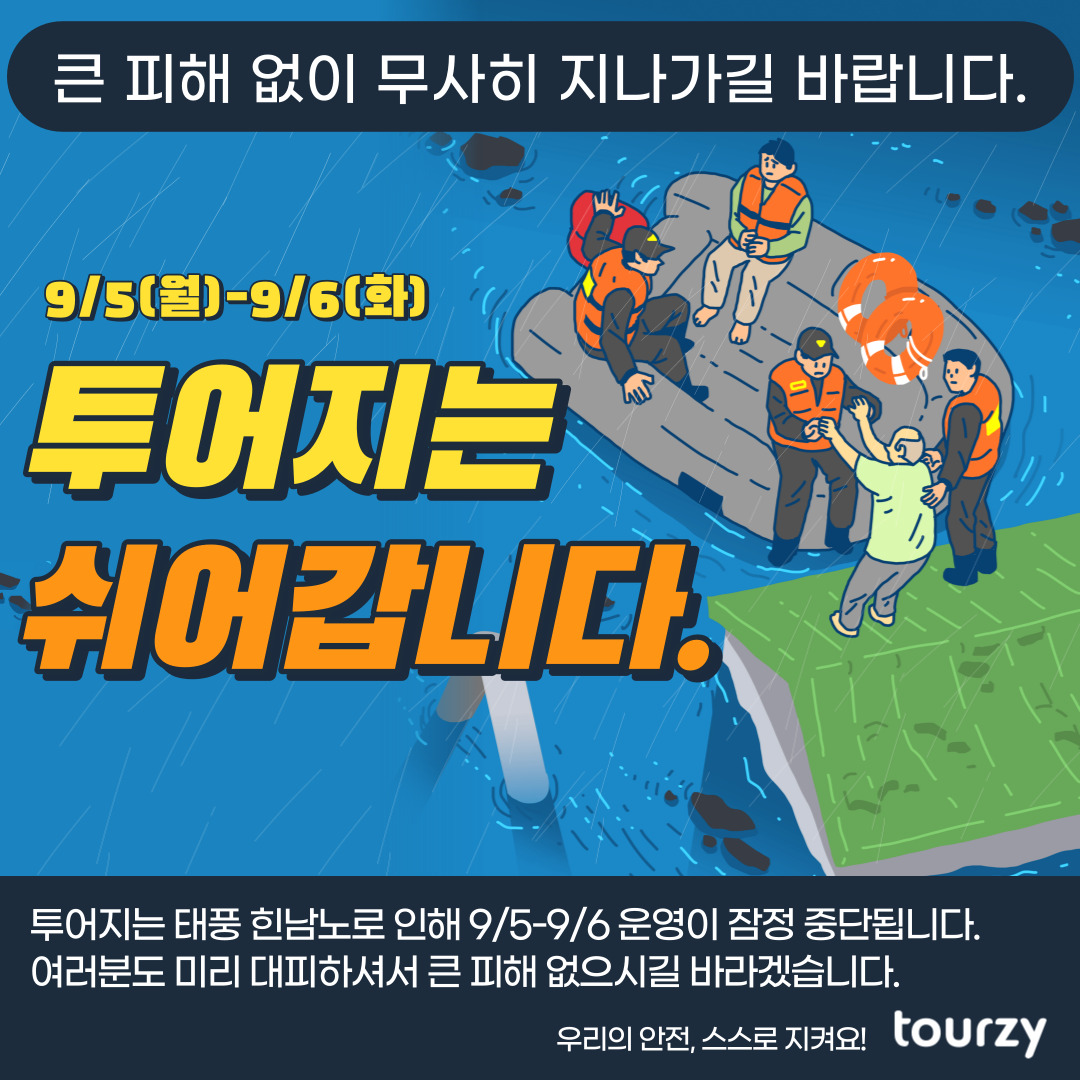 큰 피해 없이 무사히 지나가길 바랍니다.
9/5(월)-9/6(화)
투어지는
쉬어갑니다.
투어지는 태풍 힌남노로 인해 9/5-9/6 운영이 잠정 중단됩니다.
여러분도 미리 대피하셔서 큰 피해 없으시길 바라겠습니다.
우리의 안전, 스스로 지켜요! tourzy